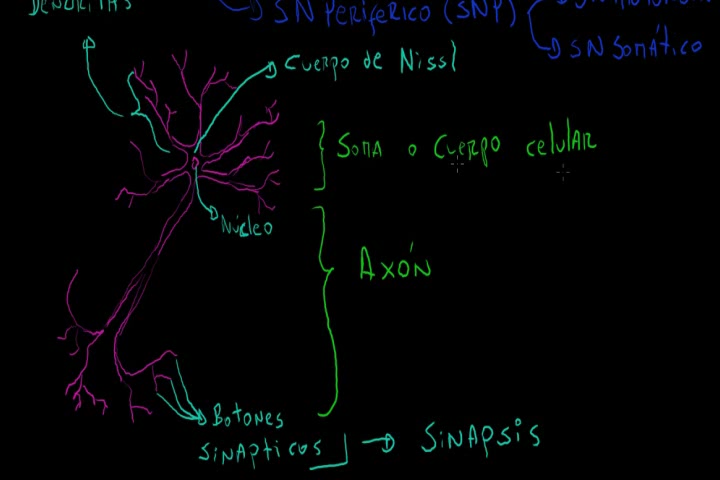 DENDRITAS
SN PERIFERICO (SNP)
SN SOMÁTICO
CUERPO DE NISSL
SOMA O CUERPO CELULAR
NÚCLEO
AXÓN
BOTONES
SINAPTICOS → SINAPSIS